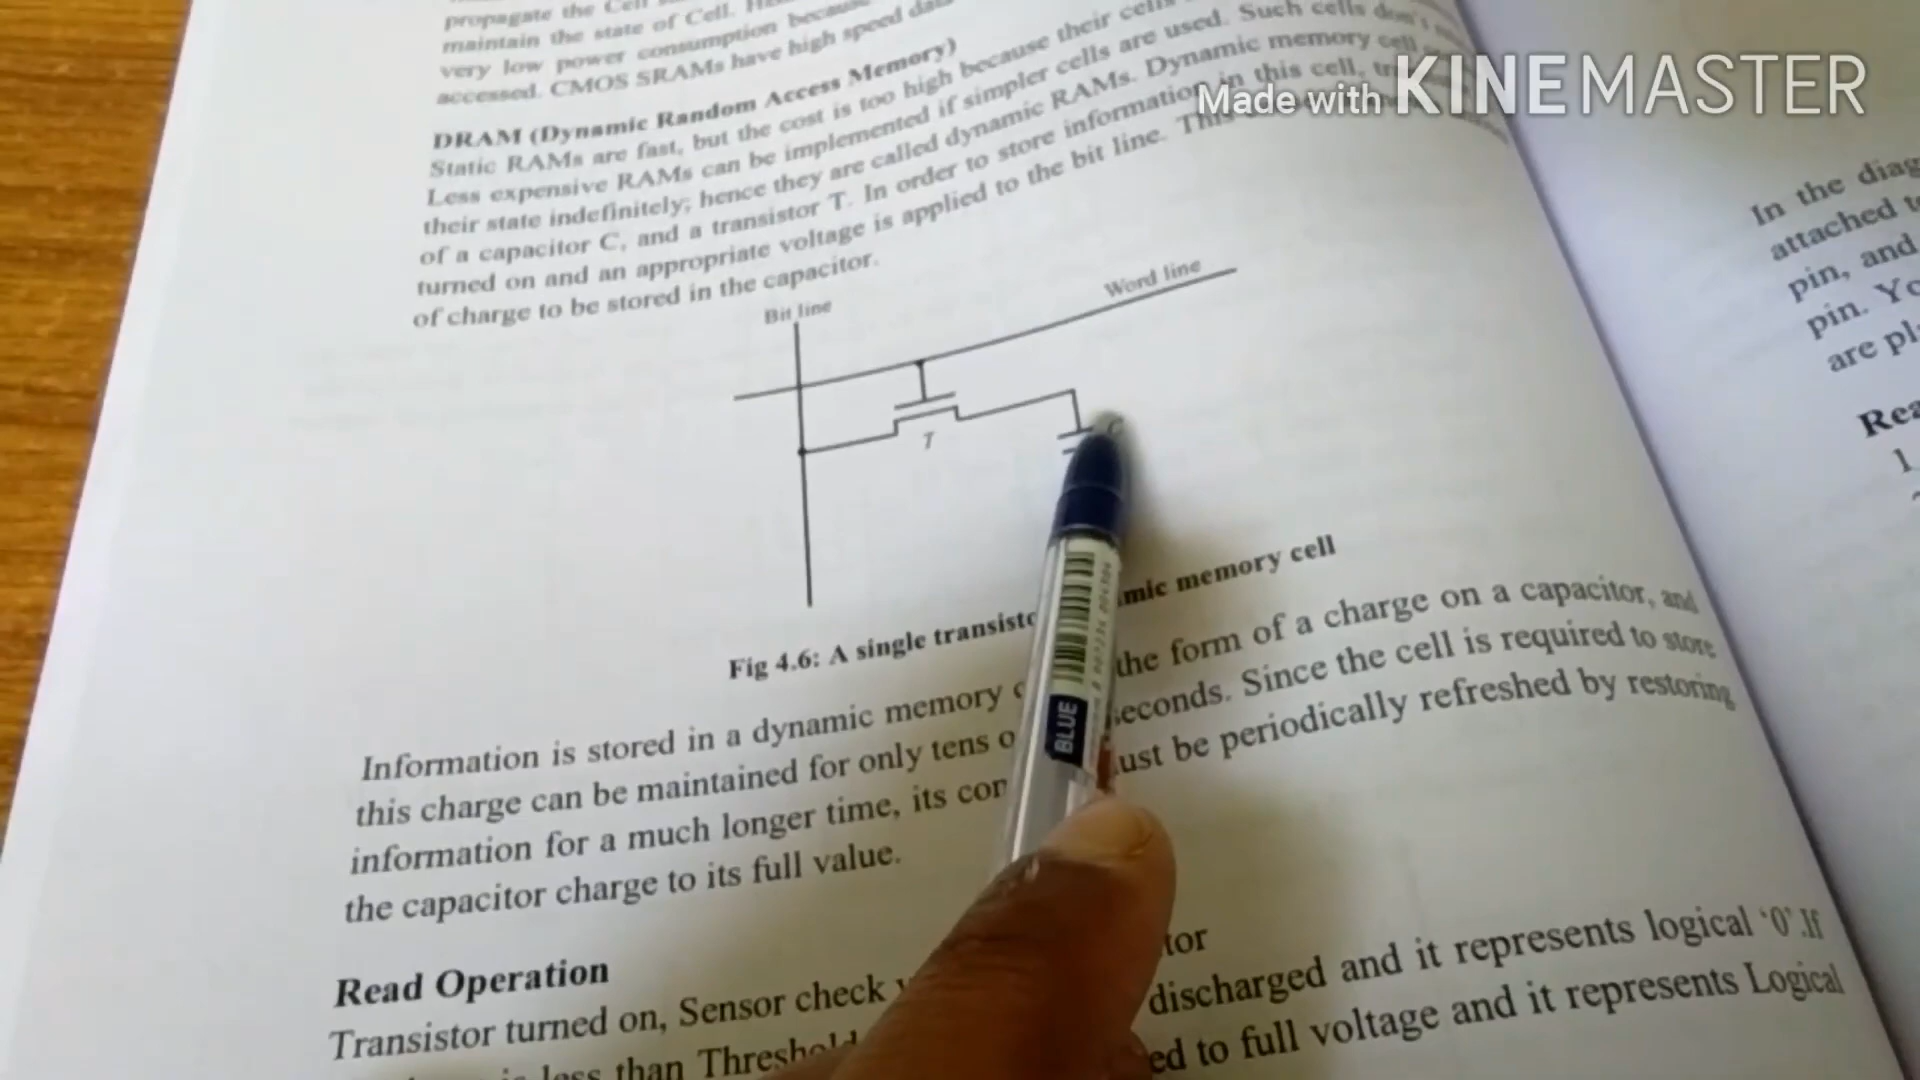 propagate the Cell
maintain the state of Cell.
very low power consumption because
accessed. CMOS SRAMs have high speed data
DRAM (Dynamic Random Access Memory)
Static RAMs are fast, but the cost is too high because their cells
Less expensive RAMs can be implemented if simpler cells are used. Such cells don't
their state indefinitely; hence they are called dynamic RAMs. Dynamic memory cell
of a capacitor C, and a transistor T. In order to store information in this cell,
turned on and an appropriate voltage is applied to the bit line. This
of charge to be stored in the capacitor.
Bit line
Word line
T
C
Fig 4.6: A single transisto mic memory cell
Information is stored in a dynamic memory the form of a charge on a capacitor, and
this charge can be maintained for only tens o seconds. Since the cell is required to store
information for a much longer time, its con ust be periodically refreshed by restoring
the capacitor charge to its full value.
Read Operation
Transistor turned on, Sensor check tor
is less than Threshold discharged and it represents logical '0'.If
ed to full voltage and it represents Logical
In the diag
attached to
pin, and
pin. Yo
are pl
Rea
1
Made with KINEMASTER
BLUE